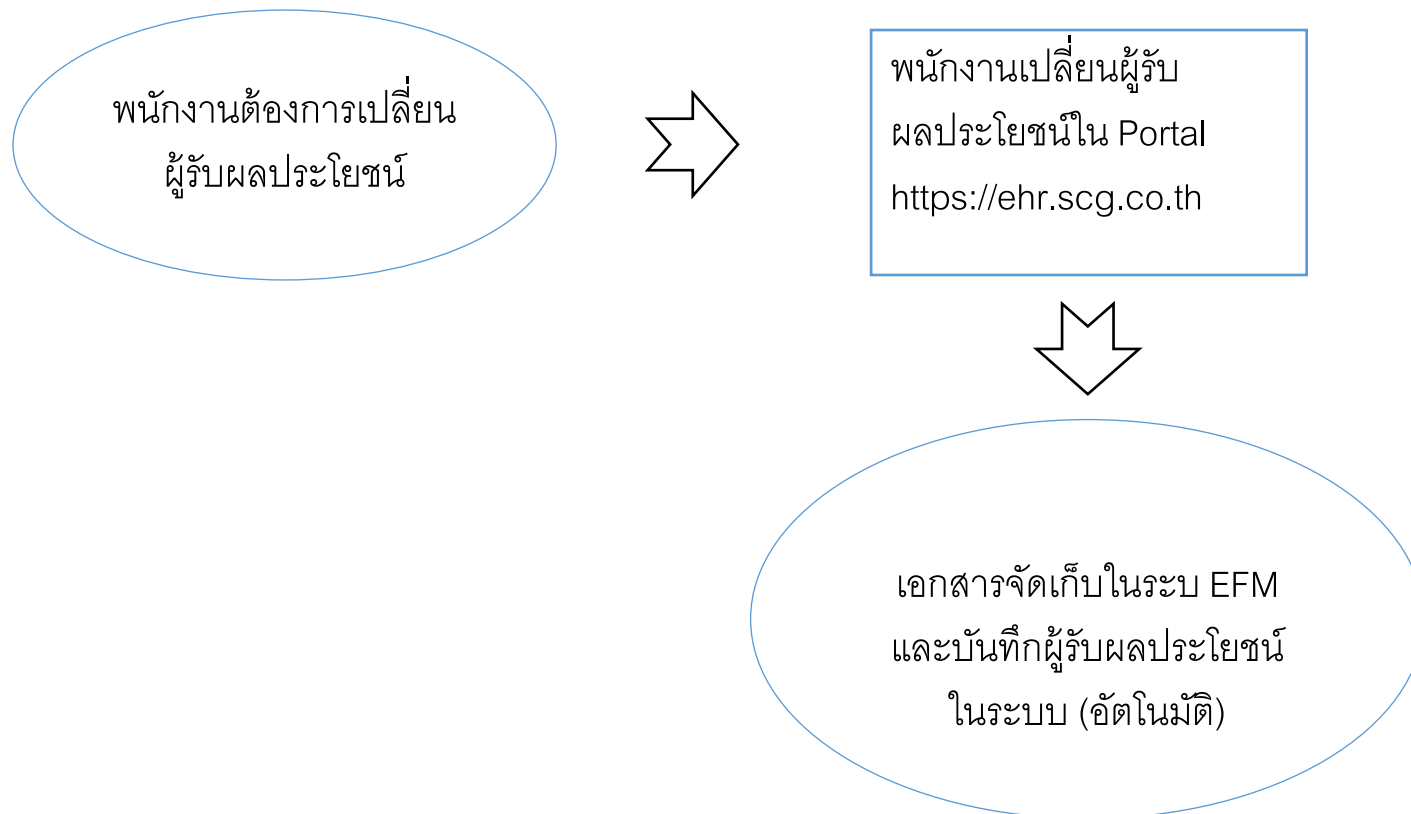 พนักงานต้องการเปลี่ยน
ผู้รับผลประโยชน์
พนักงานเปลี่ยนผู้รับ
ผลประโยชน์ใน Portal
https://ehr.scg.co.th
เอกสารจัดเก็บในระบ EFM
และบันทึกผู้รับผลประโยชน์
ในระบบ (อัตโนมัติ)